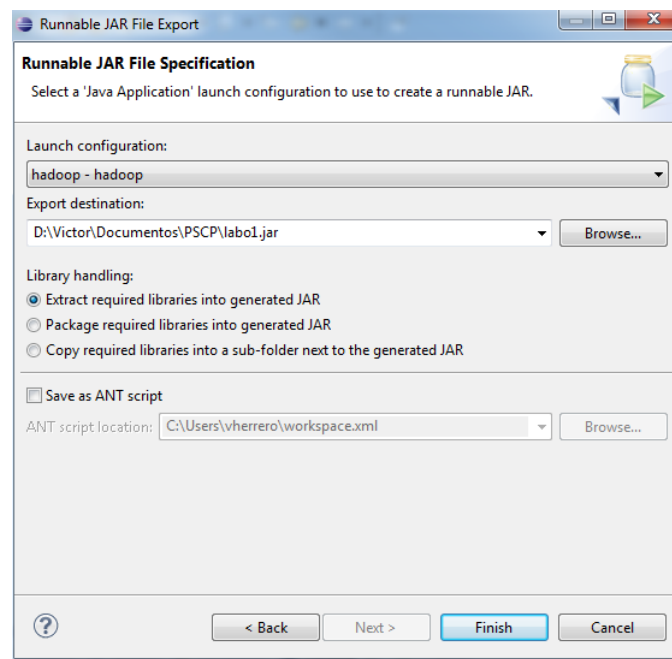 Runnable JAR File Export
Runnable JAR File Specification
Select a 'Java Application' launch configuration to use to create a runnable JAR.
Launch configuration:
hadoop - hadoop
Export destination:
D:\Victor\Documentos\PSCP\labo1.jar
Browse...
Library handling:
Extract required libraries into generated JAR
Package required libraries into generated JAR
Copy required libraries into a sub-folder next to the generated JAR
Save as ANT script
ANT script location: C:\Users\vherrero\workspace.xml Browse...
? < Back Next > Finish Cancel